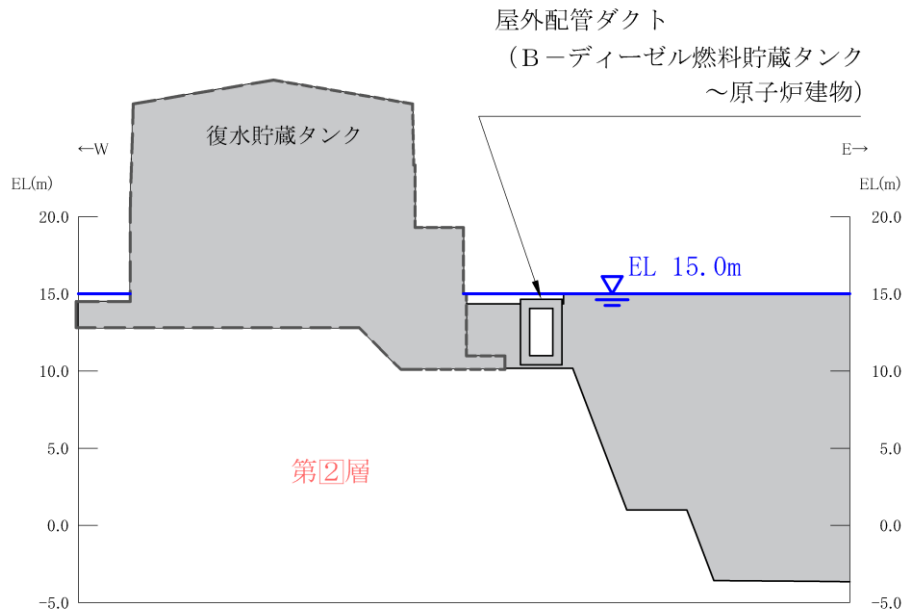 屋外配管ダクト
(B－ディーゼル燃料貯蔵タンク
～原子炉建物)
復水貯蔵タンク
←W
E→
EL(m)
EL(m)
20.0
20.0
EL 15.0m
15.0
15.0
10.0
10.0
5.0
5.0
第2層
0.0
0.0
-5.0
-5.0